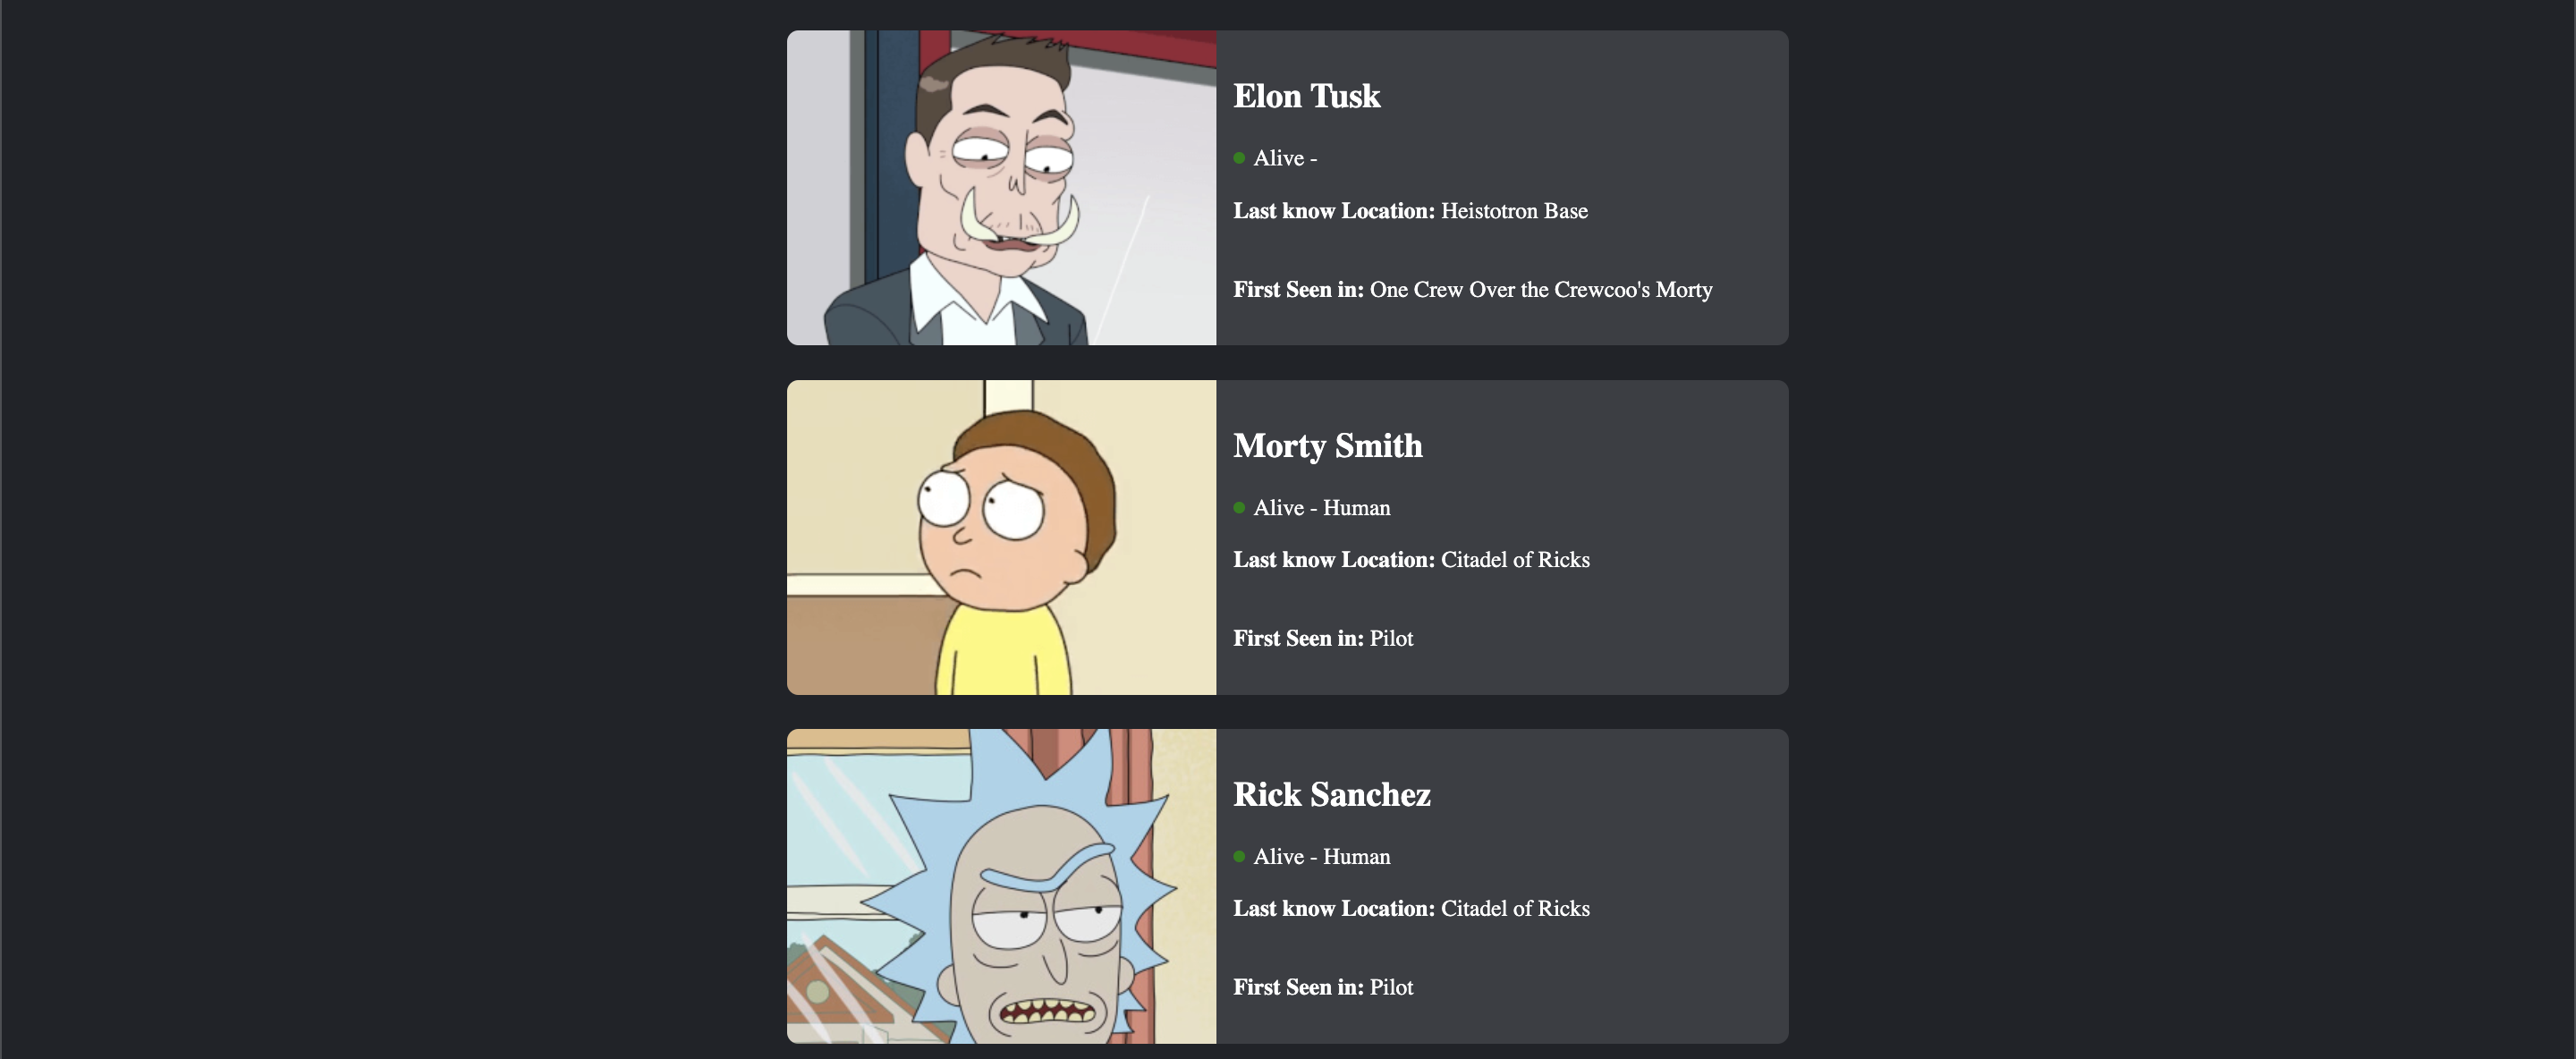 Elon Tusk
Alive -
Last know Location: Heistotron Base
First Seen in: One Crew Over the Crewcoo's Morty
Morty Smith
Alive - Human
Last know Location: Citadel of Ricks
First Seen in: Pilot
Rick Sanchez
Alive - Human
Last know Location: Citadel of Ricks
First Seen in: Pilot